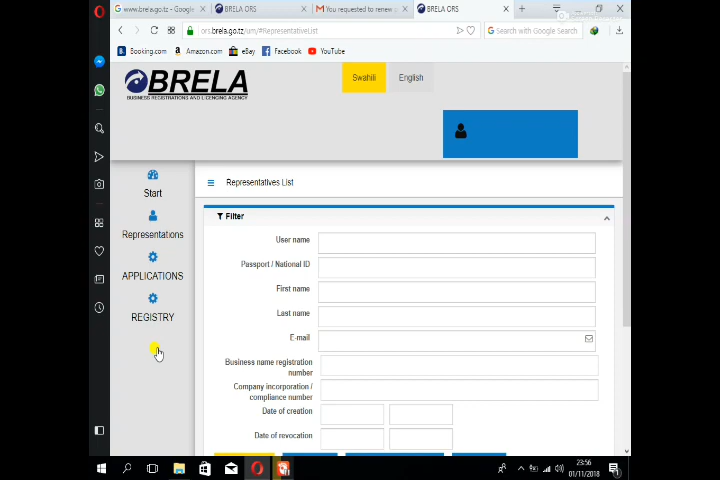 www.brela.go.tz - Google
BRELA ORS
You requested to renew
BRELA ORS
ors.brela.go.tz/um/#RepresentativeList
Search with Google Search
Booking.com
Amazon.com
eBay
Facebook
YouTube
BRELA
BUSINESS REGISTRATIONS AND LICENCING AGENCY
Swahili
English
Start
Representations
APPLICATIONS
REGISTRY
Representatives List
Filter
User name
Passport / National ID
First name
Last name
E-mail
Business name registration
number
Company incorporation /
compliance number
Date of creation
Date of revocation
23:56
01/11/2018